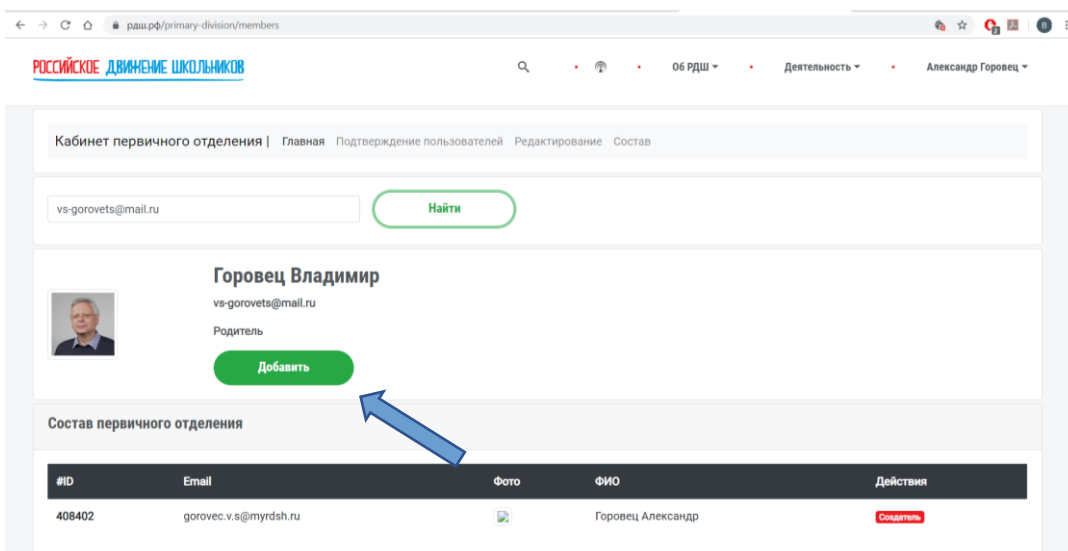 рдш.рф/primary-division/members
2
В
РОССИЙСКОЕ ДВИЖЕНИЕ ШКОЛЬНИКОВ
Об РДШ
Деятельность
Александр Горовец
Кабинет первичного отделения | Главная Подтверждение пользователей Редактирование Состав
vs-gorovets@mail.ru
Найти
Горовец Владимир
vs-gorovets@mail.ru
Родитель
Добавить
Состав первичного отделения
#ID Email Фото ФИО Действия
408402 gorovec.v.s@myrdsh.ru Горовец Александр Создатель